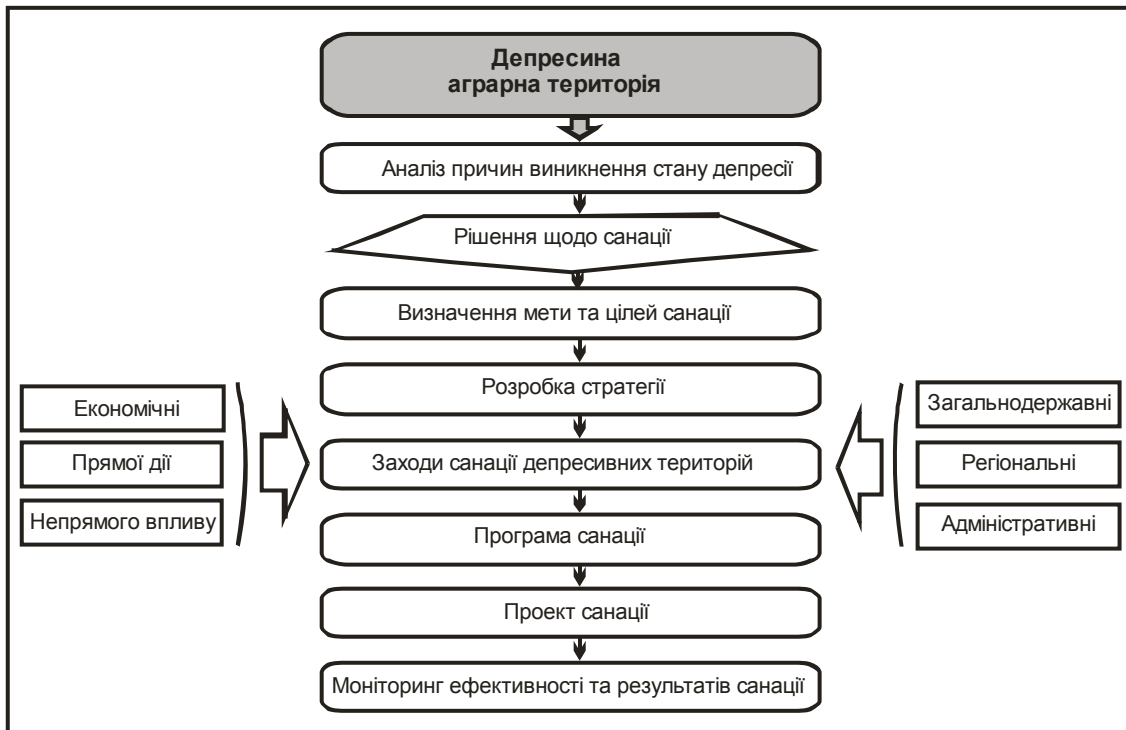 Депресина
аграрна територія
Аналіз причин виникнення стану депресії
Рішення щодо санації
Визначення мети та цілей санації
Розробка стратегії
Економічні
Прямої дії
Непрямого впливу
Заходи санації депресивних територій
Загальнодержавні
Регіональні
Адміністративні
Програма санації
Проект санації
Моніторинг ефективності та результатів санації